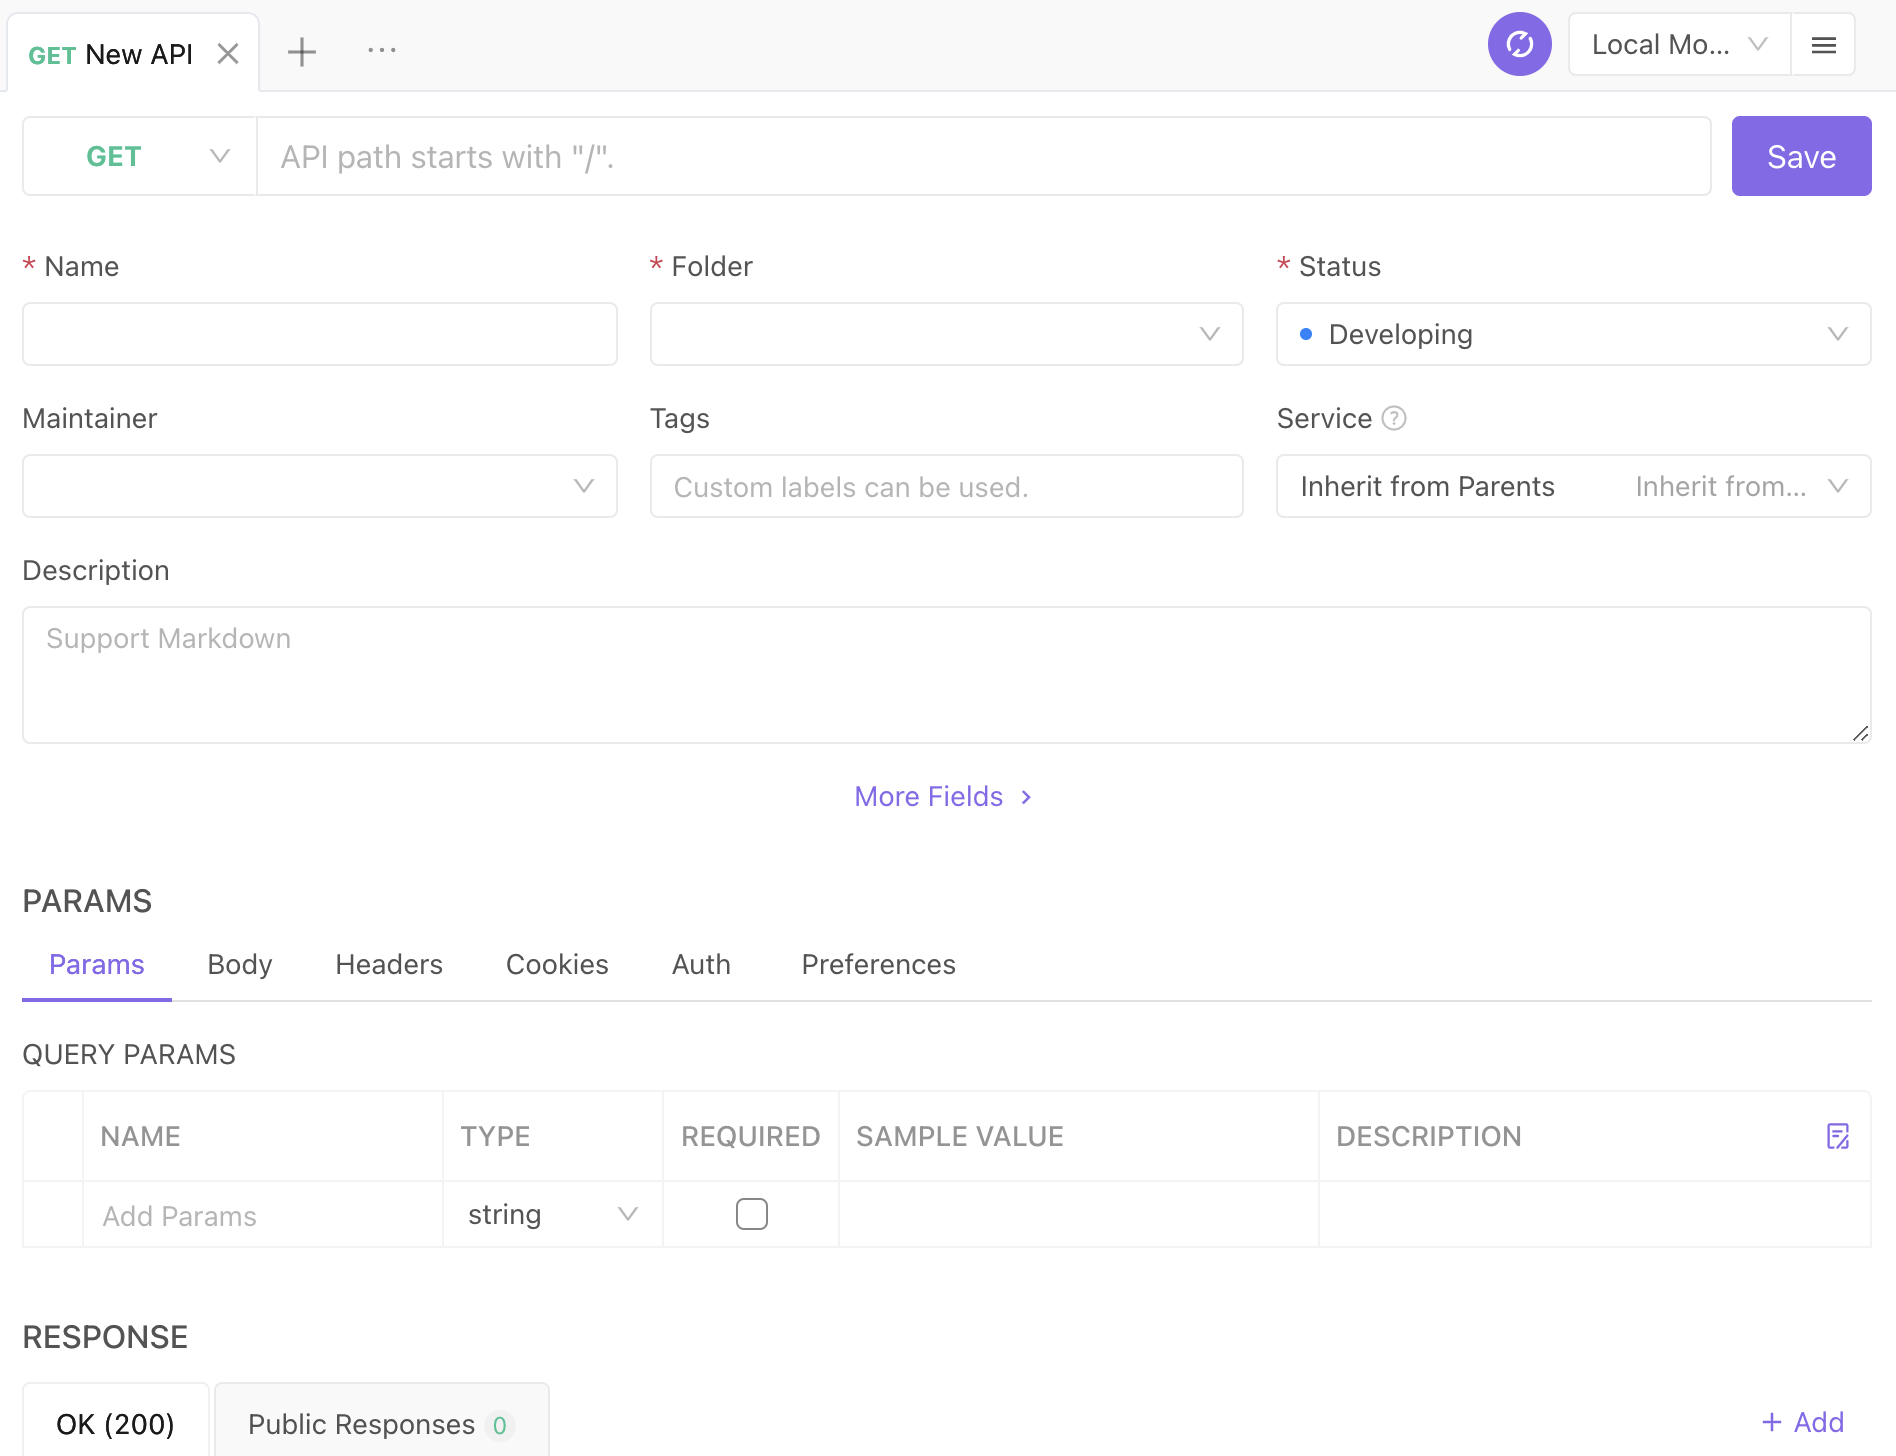 GET New API
Local Mo...
GET
API path starts with "/".
Save
* Name
* Folder
* Status
Developing
Maintainer
Tags
Service ?
Custom labels can be used.
Inherit from Parents Inherit from...
Description
Support Markdown
More Fields
PARAMS
Params Body Headers Cookies Auth Preferences
QUERY PARAMS
NAME TYPE REQUIRED SAMPLE VALUE DESCRIPTION
Add Params string
RESPONSE
OK (200) Public Responses 0 + Add